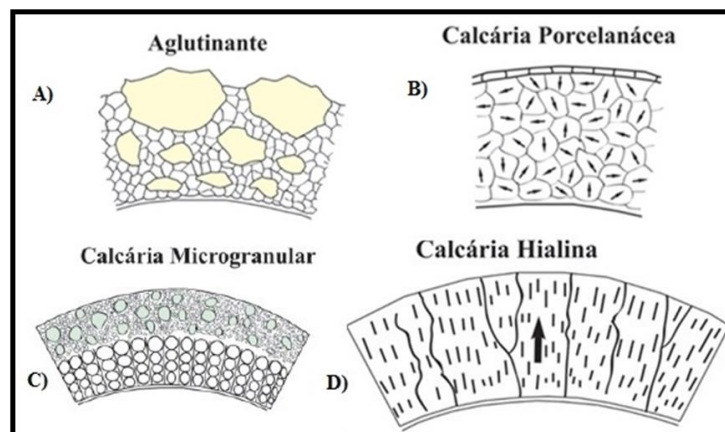 Aglutinante
Calcária Porcelanácea
A)
B)
Calcária Microgranular
Calcária Hialina
C)
D)